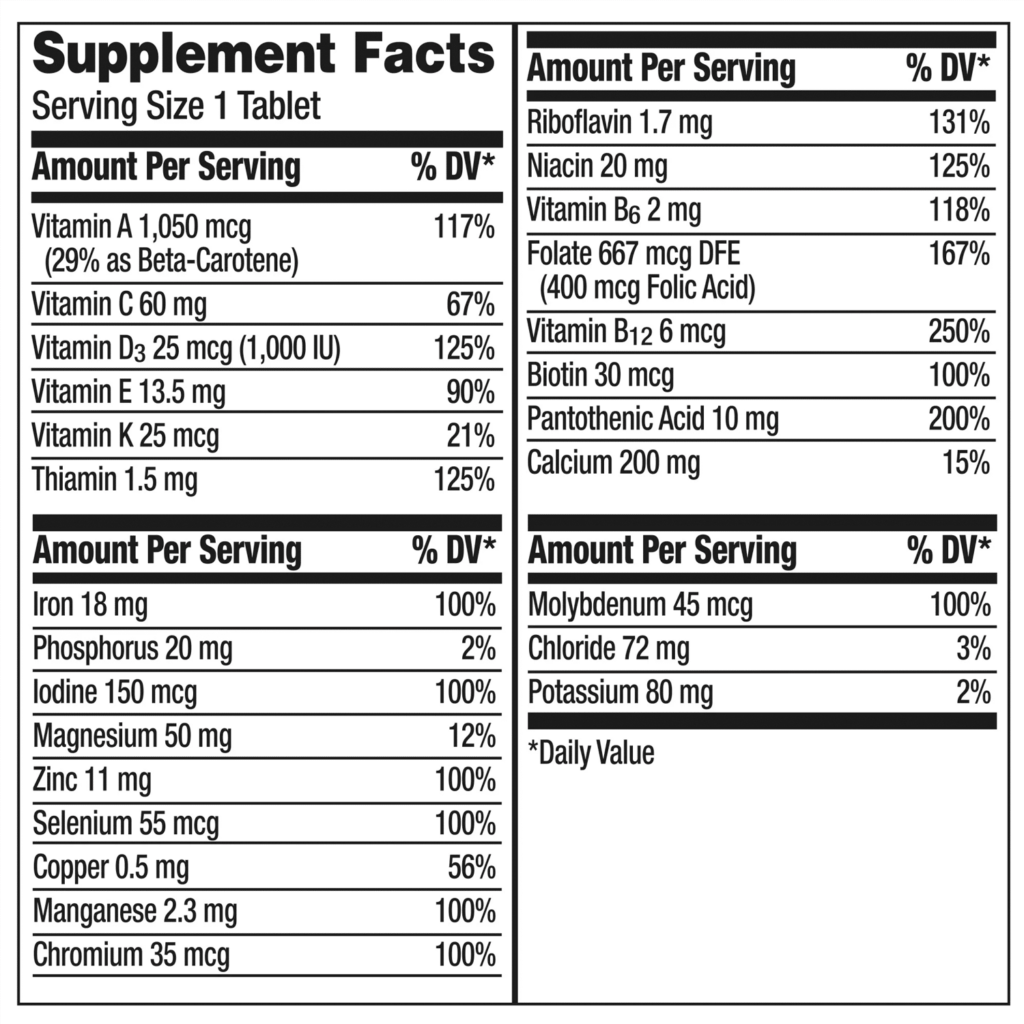 Supplement Facts
Serving Size 1 Tablet
Amount Per Serving % DV*
Vitamin A 1,050 mcg 117%
(29% as Beta-Carotene)
Vitamin C 60 mg 67%
Vitamin D3 25 mcg (1,000 IU) 125%
Vitamin E 13.5 mg 90%
Vitamin K 25 mcg 21%
Thiamin 1.5 mg 125%
Amount Per Serving % DV*
Riboflavin 1.7 mg 131%
Niacin 20 mg 125%
Vitamin B6 2 mg 118%
Folate 667 mcg DFE 167%
(400 mcg Folic Acid)
Vitamin B12 6 mcg 250%
Biotin 30 mcg 100%
Pantothenic Acid 10 mg 200%
Calcium 200 mg 15%
Amount Per Serving % DV*
Iron 18 mg 100%
Phosphorus 20 mg 2%
Iodine 150 mcg 100%
Magnesium 50 mg 12%
Zinc 11 mg 100%
Selenium 55 mcg 100%
Copper 0.5 mg 56%
Manganese 2.3 mg 100%
Chromium 35 mcg 100%
Amount Per Serving % DV*
Molybdenum 45 mcg 100%
Chloride 72 mg 3%
Potassium 80 mg 2%
*Daily Value